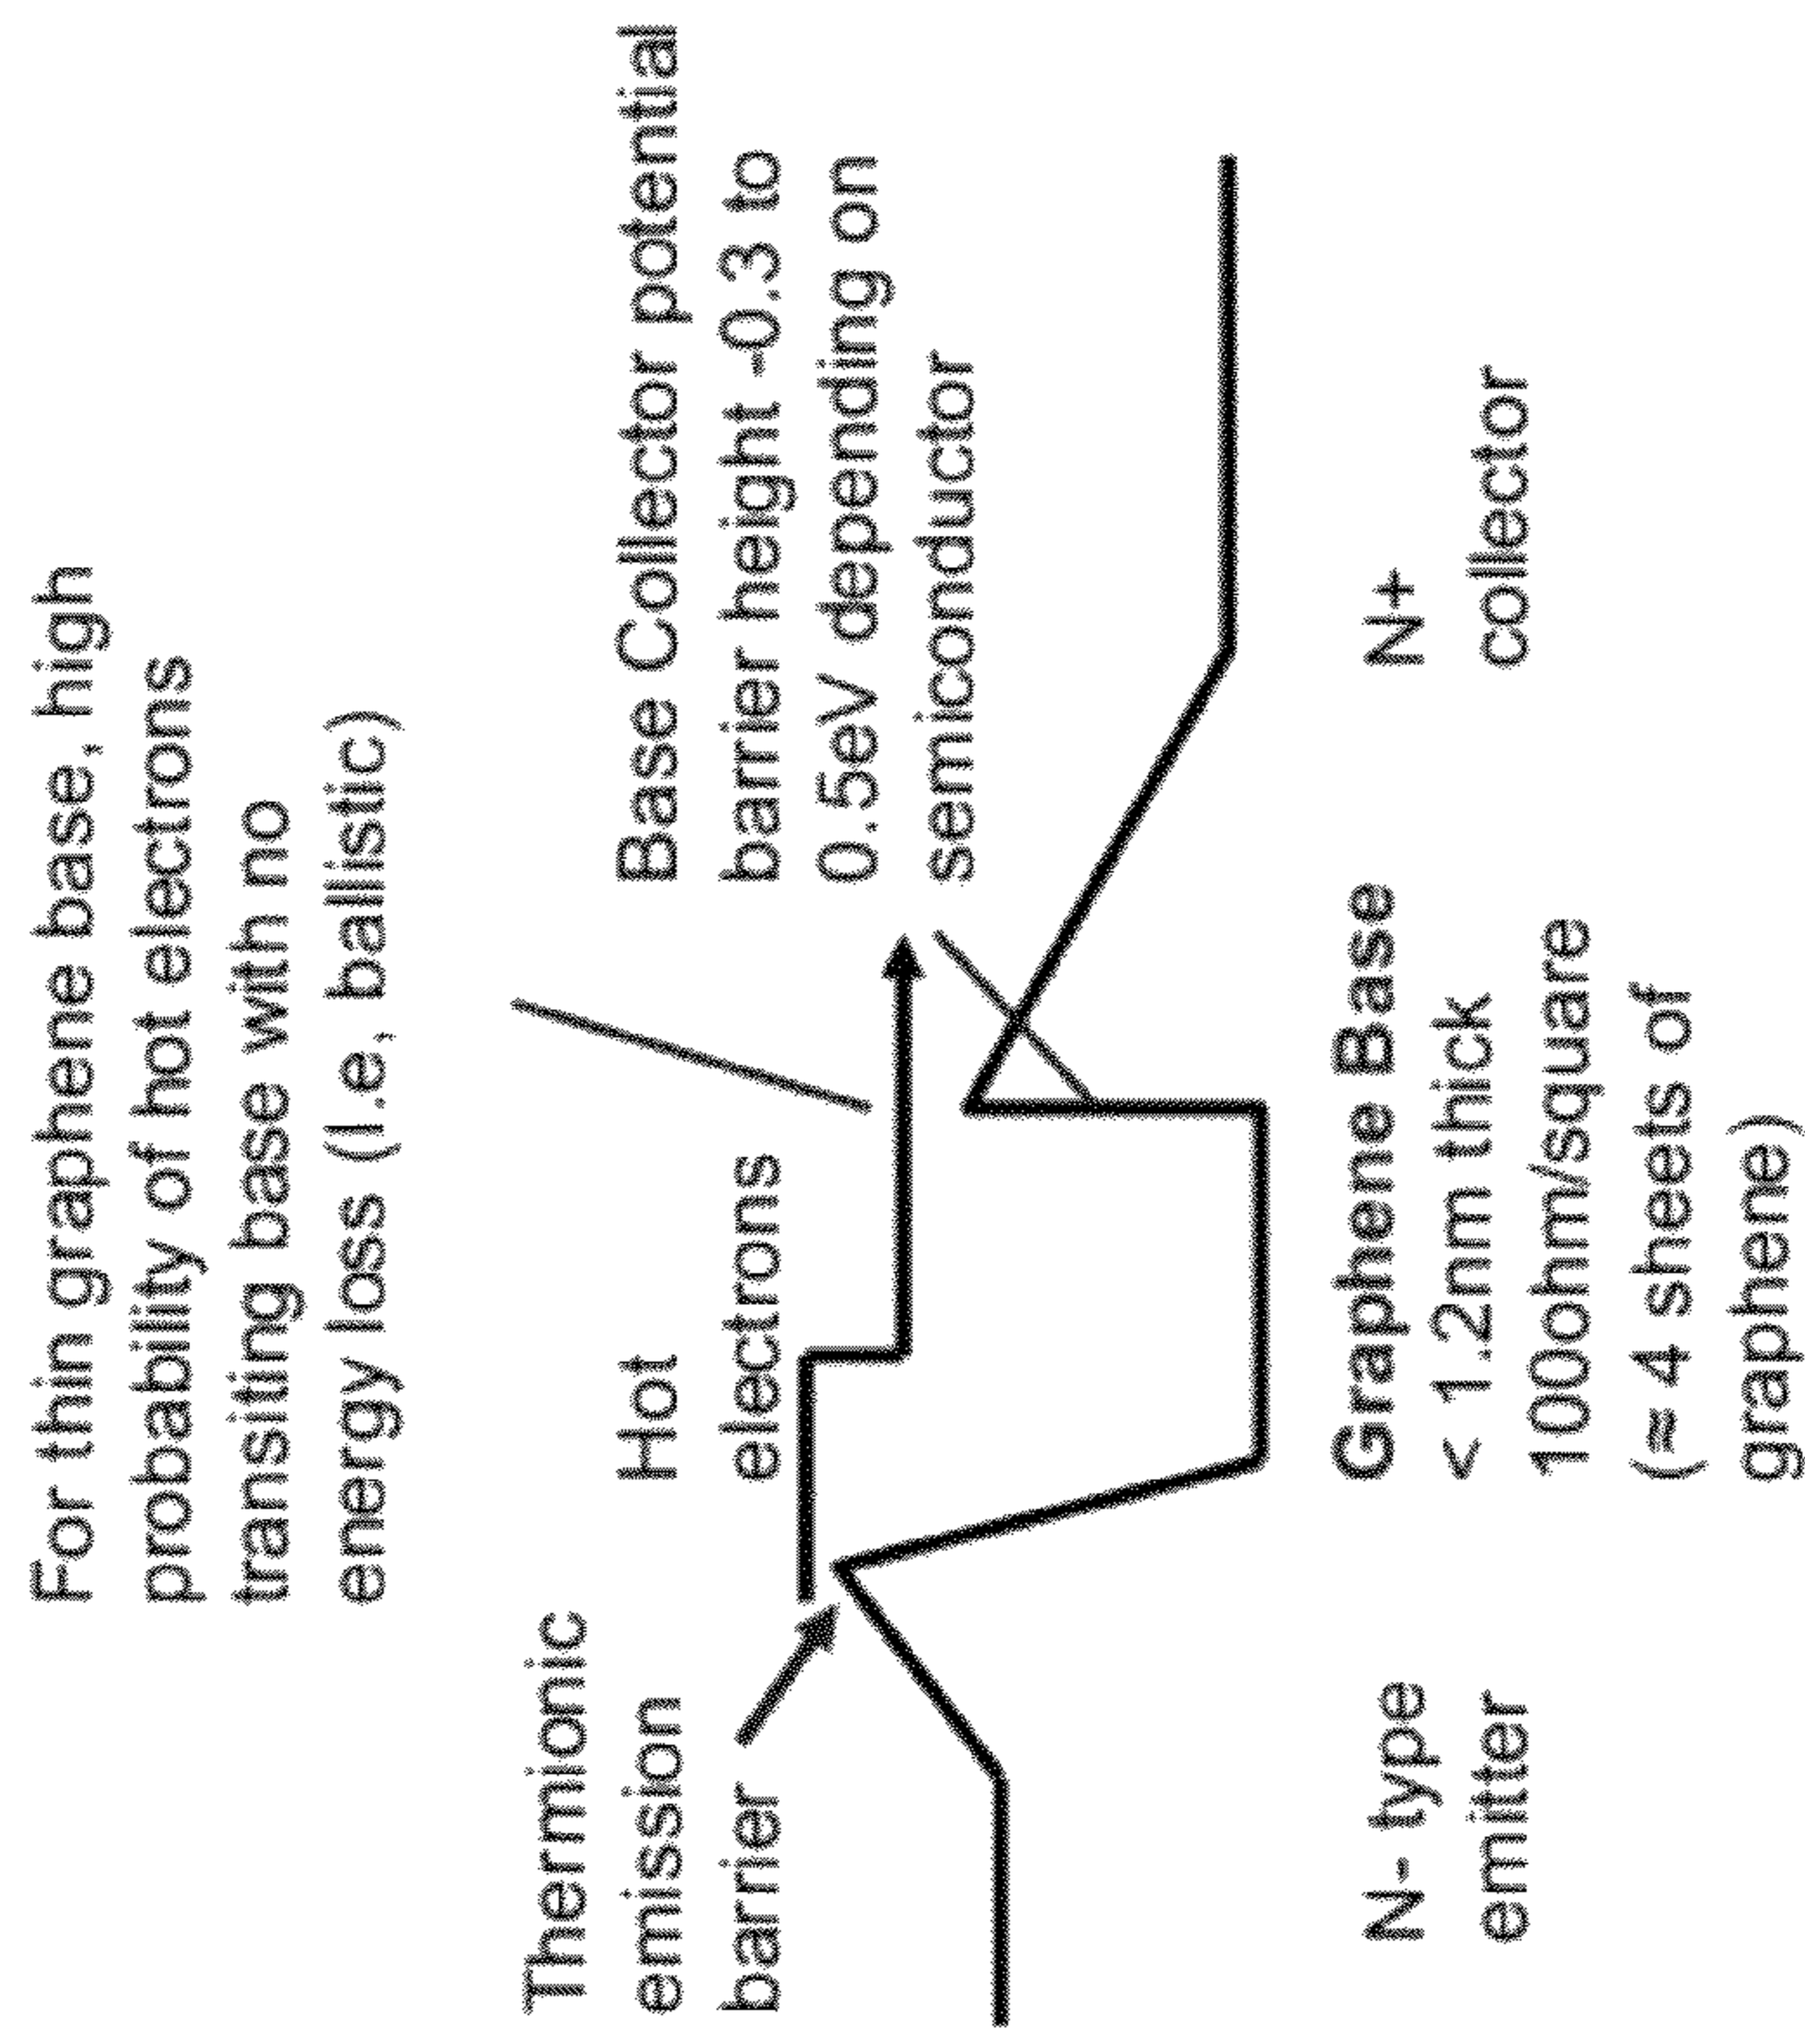 For thin graphene base, high
probability of hot electrons
transiting base with no
energy loss (I.e, ballistic)
Thermionic
emission
barrier
Hot
electrons
Base Collector potential
barrier height -0.3 to
0.5eV depending on
semiconductor
N- type
emitter
Graphene Base
< 1.2nm thick
100ohm/square
(≈ 4 sheets of
graphene)
N+
collector